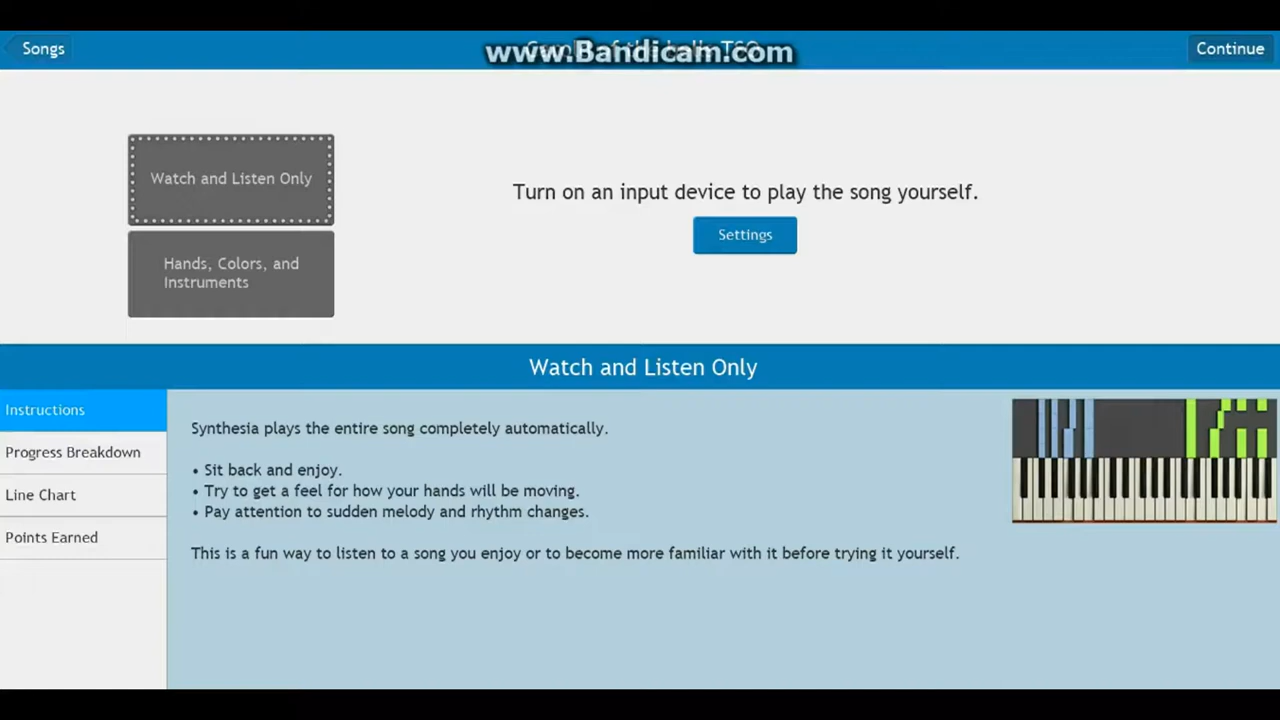 Songs
www.Bandicam.com
Continue
Watch and Listen Only
Turn on an input device to play the song yourself.
Settings
Hands, Colors, and
Instruments
Watch and Listen Only
Instructions
Progress Breakdown
Line Chart
Points Earned
Synthesia plays the entire song completely automatically.
• Sit back and enjoy.
• Try to get a feel for how your hands will be moving.
• Pay attention to sudden melody and rhythm changes.
This is a fun way to listen to a song you enjoy or to become more familiar with it before trying it yourself.